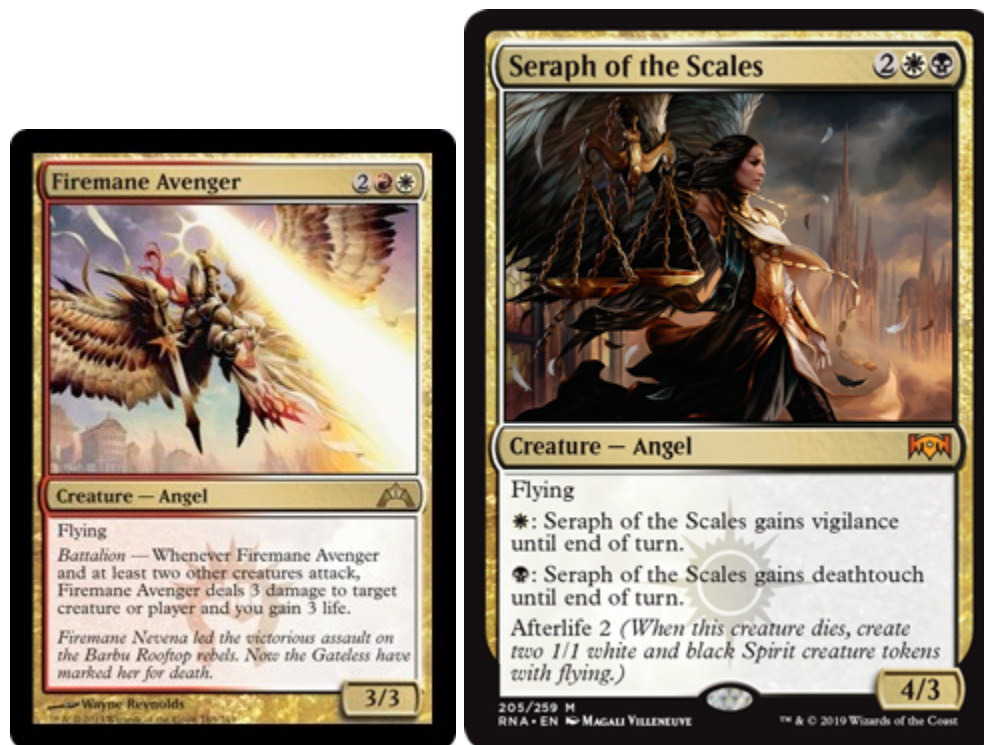 Firemane Avenger 2
Creature — Angel
Flying
Battalion — Whenever Firemane Avenger
and at least two other creatures attack,
Firemane Avenger deals 3 damage to target
creature or player and you gain 3 life.
Firemane Nevena led the victorious assault on
the Barbu Rooftop rebels. Now the Gateless have
marked her for death.
3/3
Wayne Reynolds
Seraph of the Scales 2
Creature — Angel
Flying
: Seraph of the Scales gains vigilance
until end of turn.
: Seraph of the Scales gains deathtouch
until end of turn.
Afterlife 2 (When this creature dies, create
two 1/1 white and black Spirit creature tokens
with flying.)
4/3
205/259 M
RNA • EN Magali Villeneuve
™ & © 2019 Wizards of the Coast